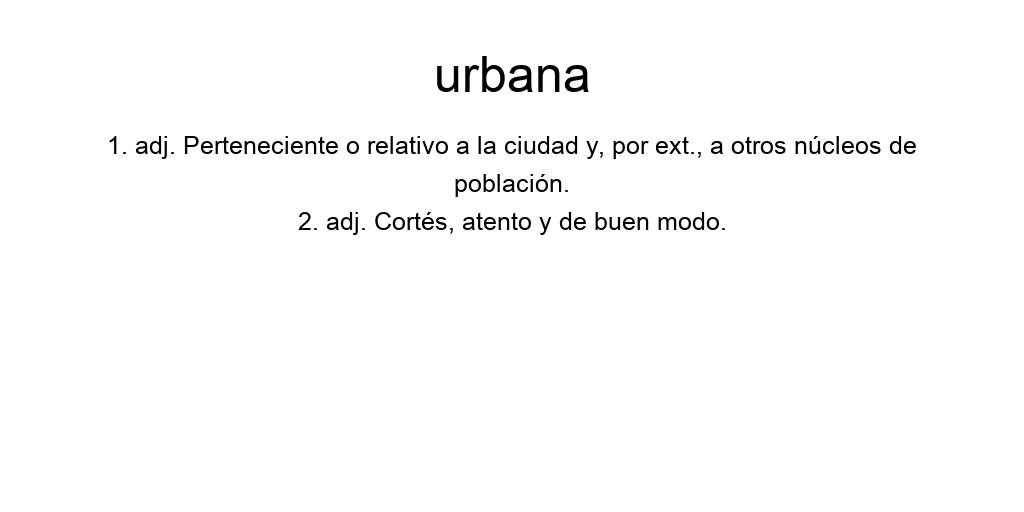 urbana
1. adj. Perteneciente o relativo a la ciudad y, por ext., a otros núcleos de
población.
2. adj. Cortés, atento y de buen modo.